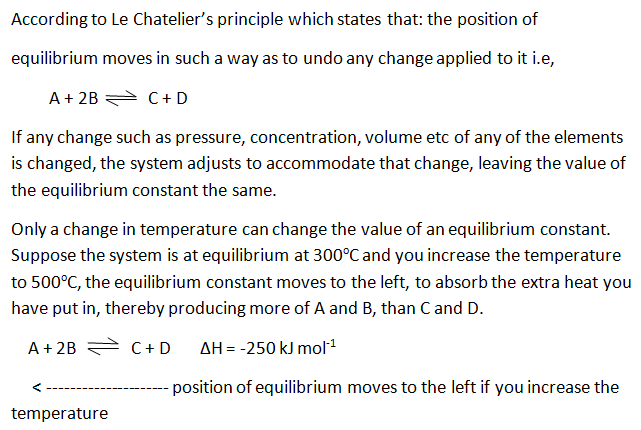 According to Le Chatelier’s principle which states that: the position of
equilibrium moves in such a way as to undo any change applied to it i.e,
A + 2B ⇌ C + D
If any change such as pressure, concentration, volume etc of any of the elements
is changed, the system adjusts to accommodate that change, leaving the value of
the equilibrium constant the same.
Only a change in temperature can change the value of an equilibrium constant.
Suppose the system is at equilibrium at 300⁰C and you increase the temperature
to 500⁰C, the equilibrium constant moves to the left, to absorb the extra heat you
have put in, thereby producing more of A and B, than C and D.
A + 2B ⇌ C + D ΔH = -250 kJ mol⁻¹
< ---------------------- position of equilibrium moves to the left if you increase the
temperature